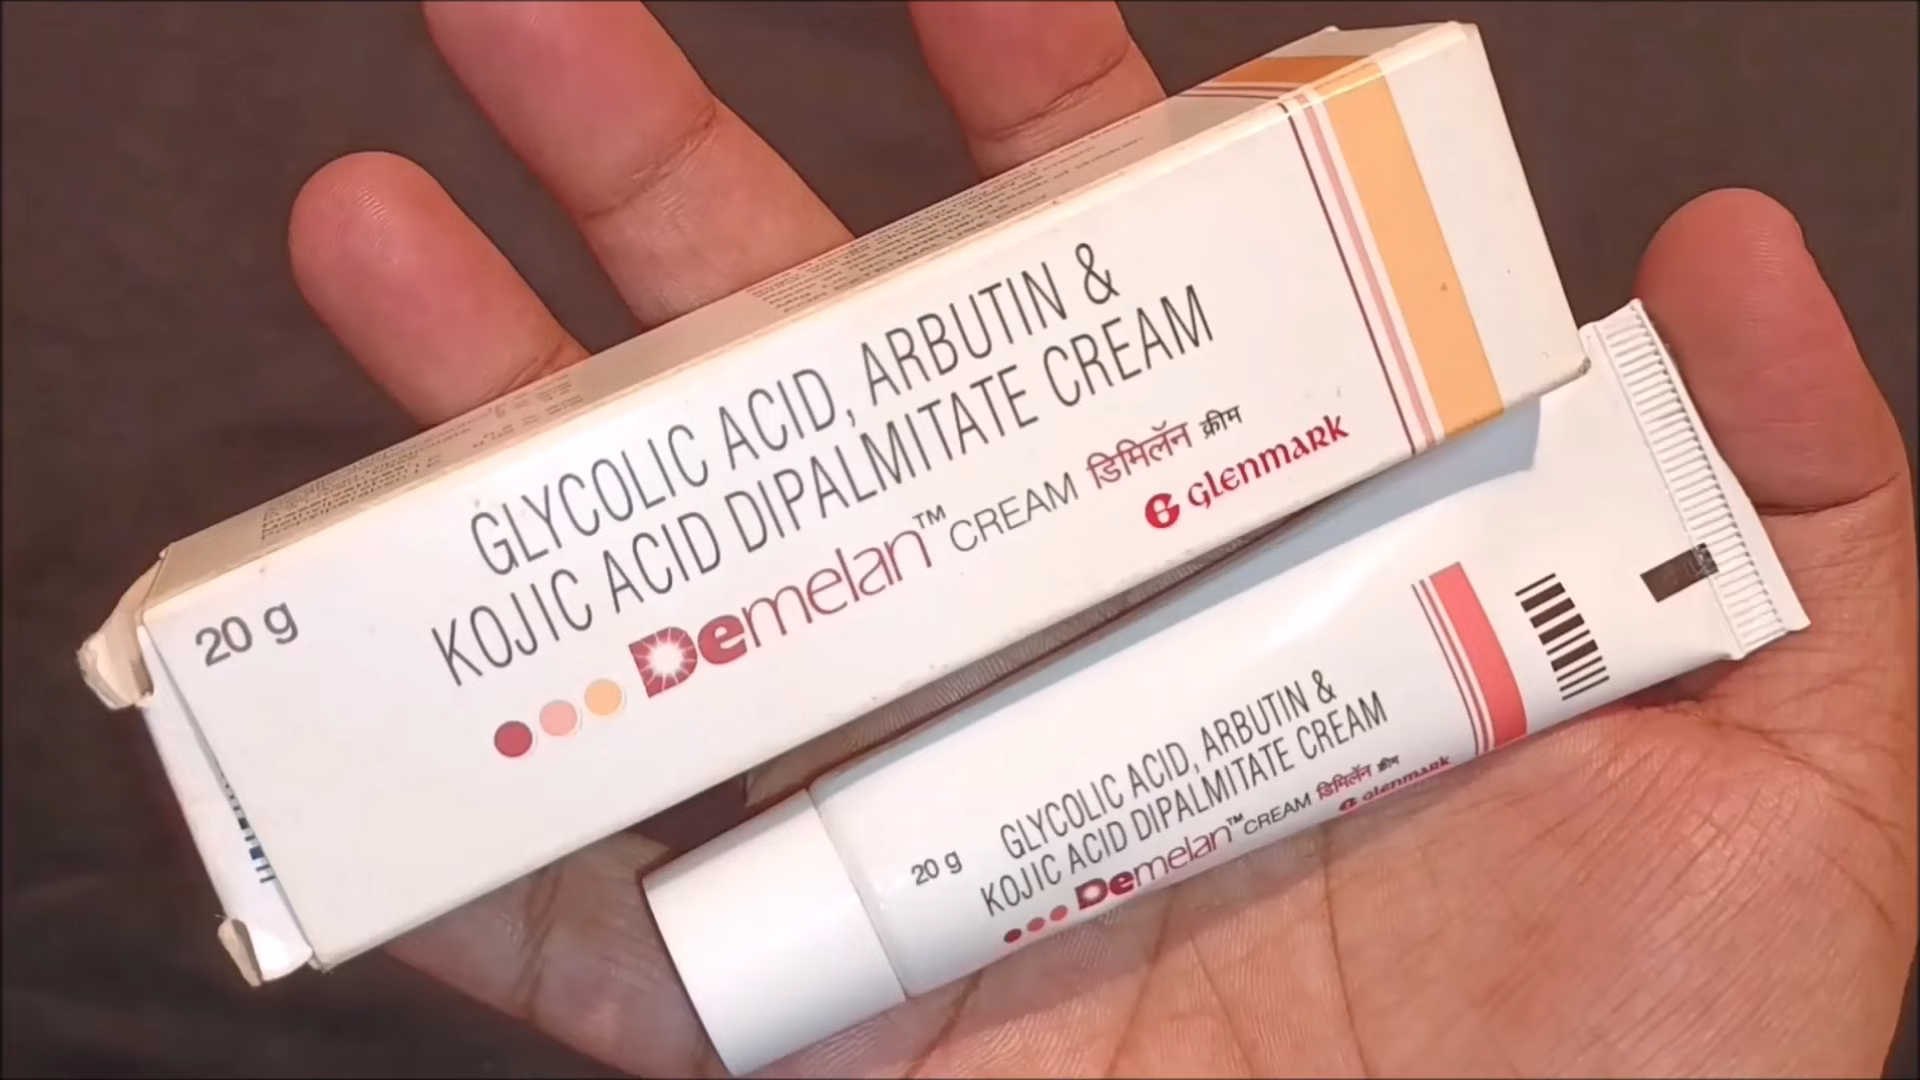 GLYCOLIC ACID, ARBUTIN &
KOJIC ACID DIPALMITATE CREAM
Demelan™ CREAM डिमिलॅन क्रीम
Glenmark
20 g
GLYCOLIC ACID, ARBUTIN &
KOJIC ACID DIPALMITATE CREAM
Demelan™ CREAM डिमिलॅन क्रीम
Glenmark
20 g